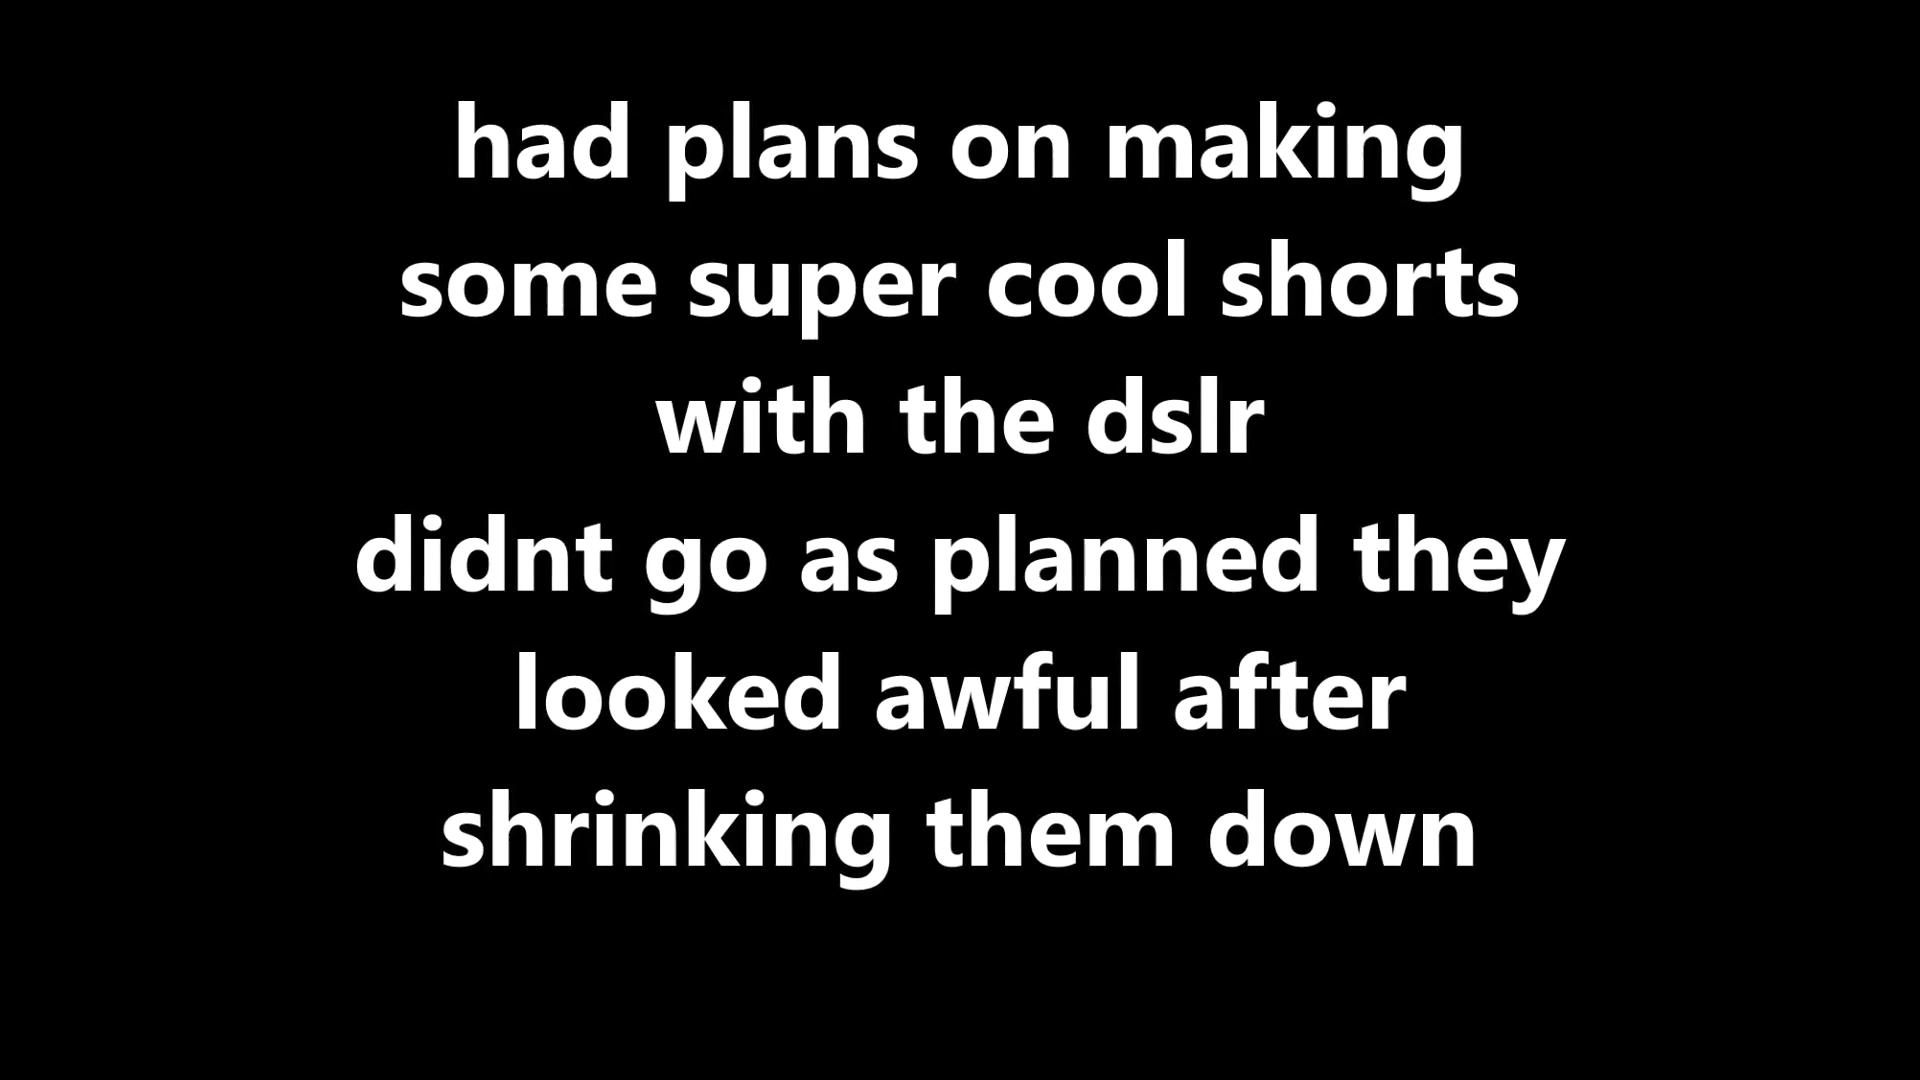 had plans on making
some super cool shorts
with the dslr
didnt go as planned they
looked awful after
shrinking them down